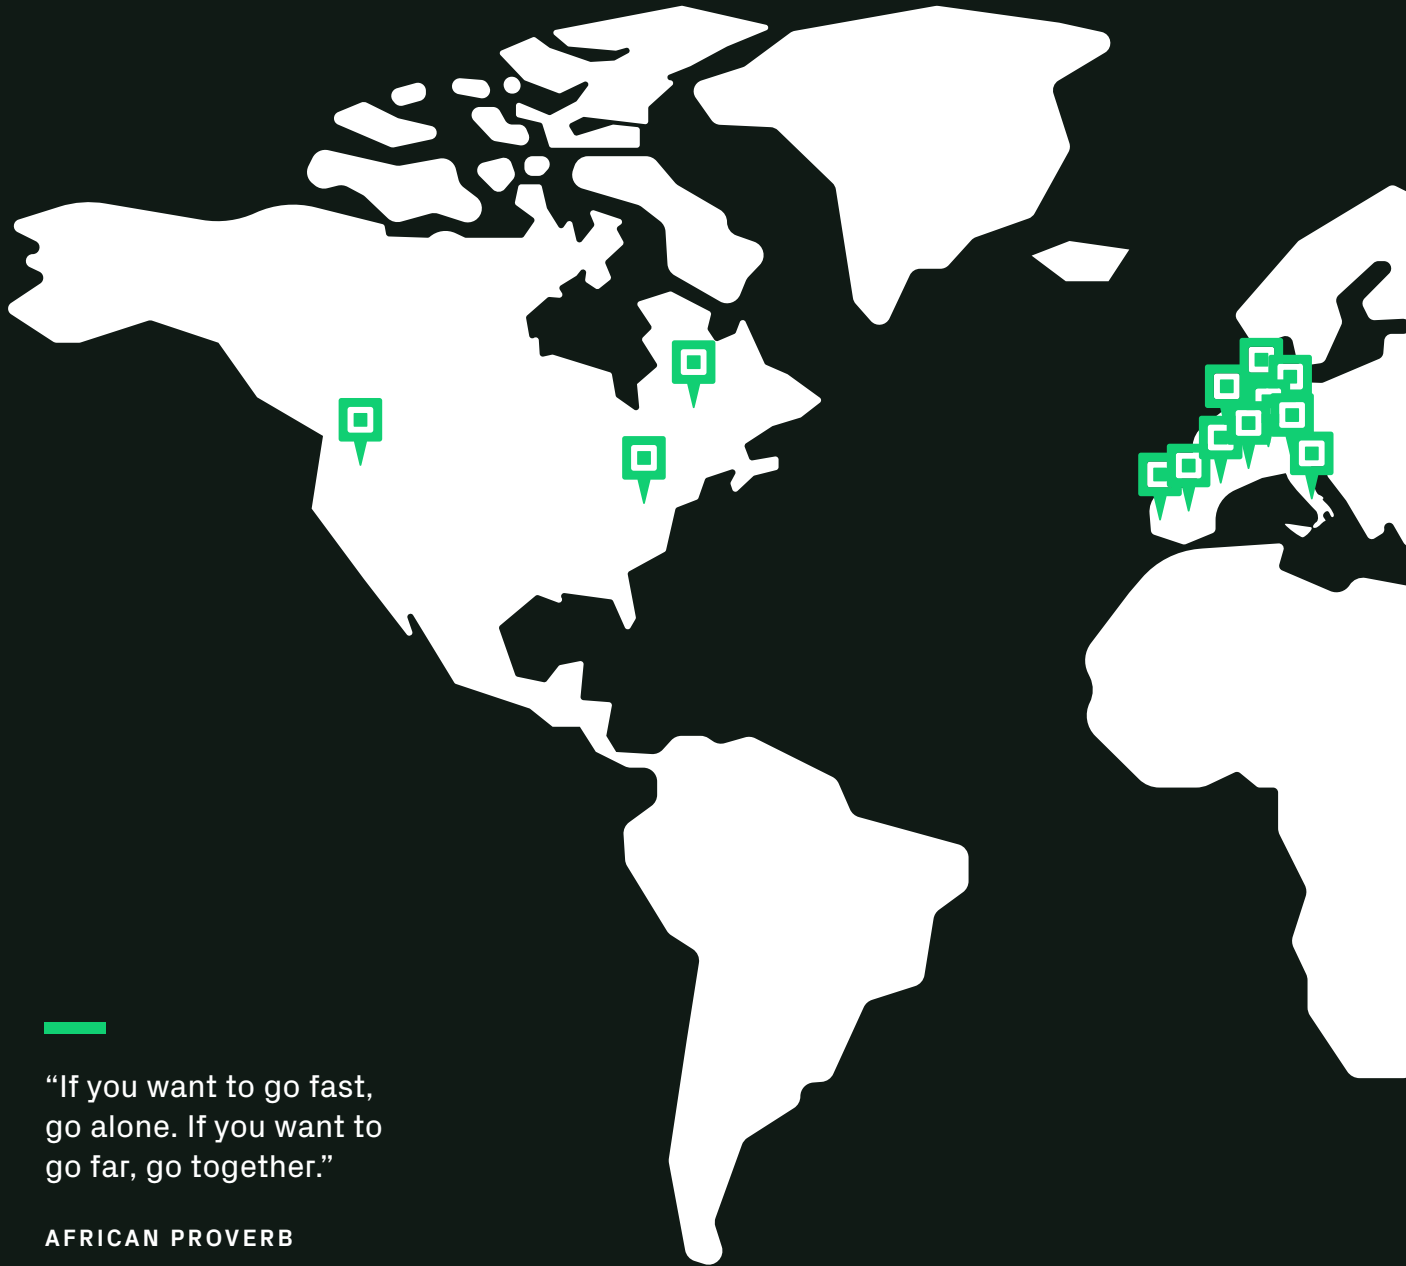 “If you want to go fast,
go alone. If you want to
go far, go together.”
AFRICAN PROVERB